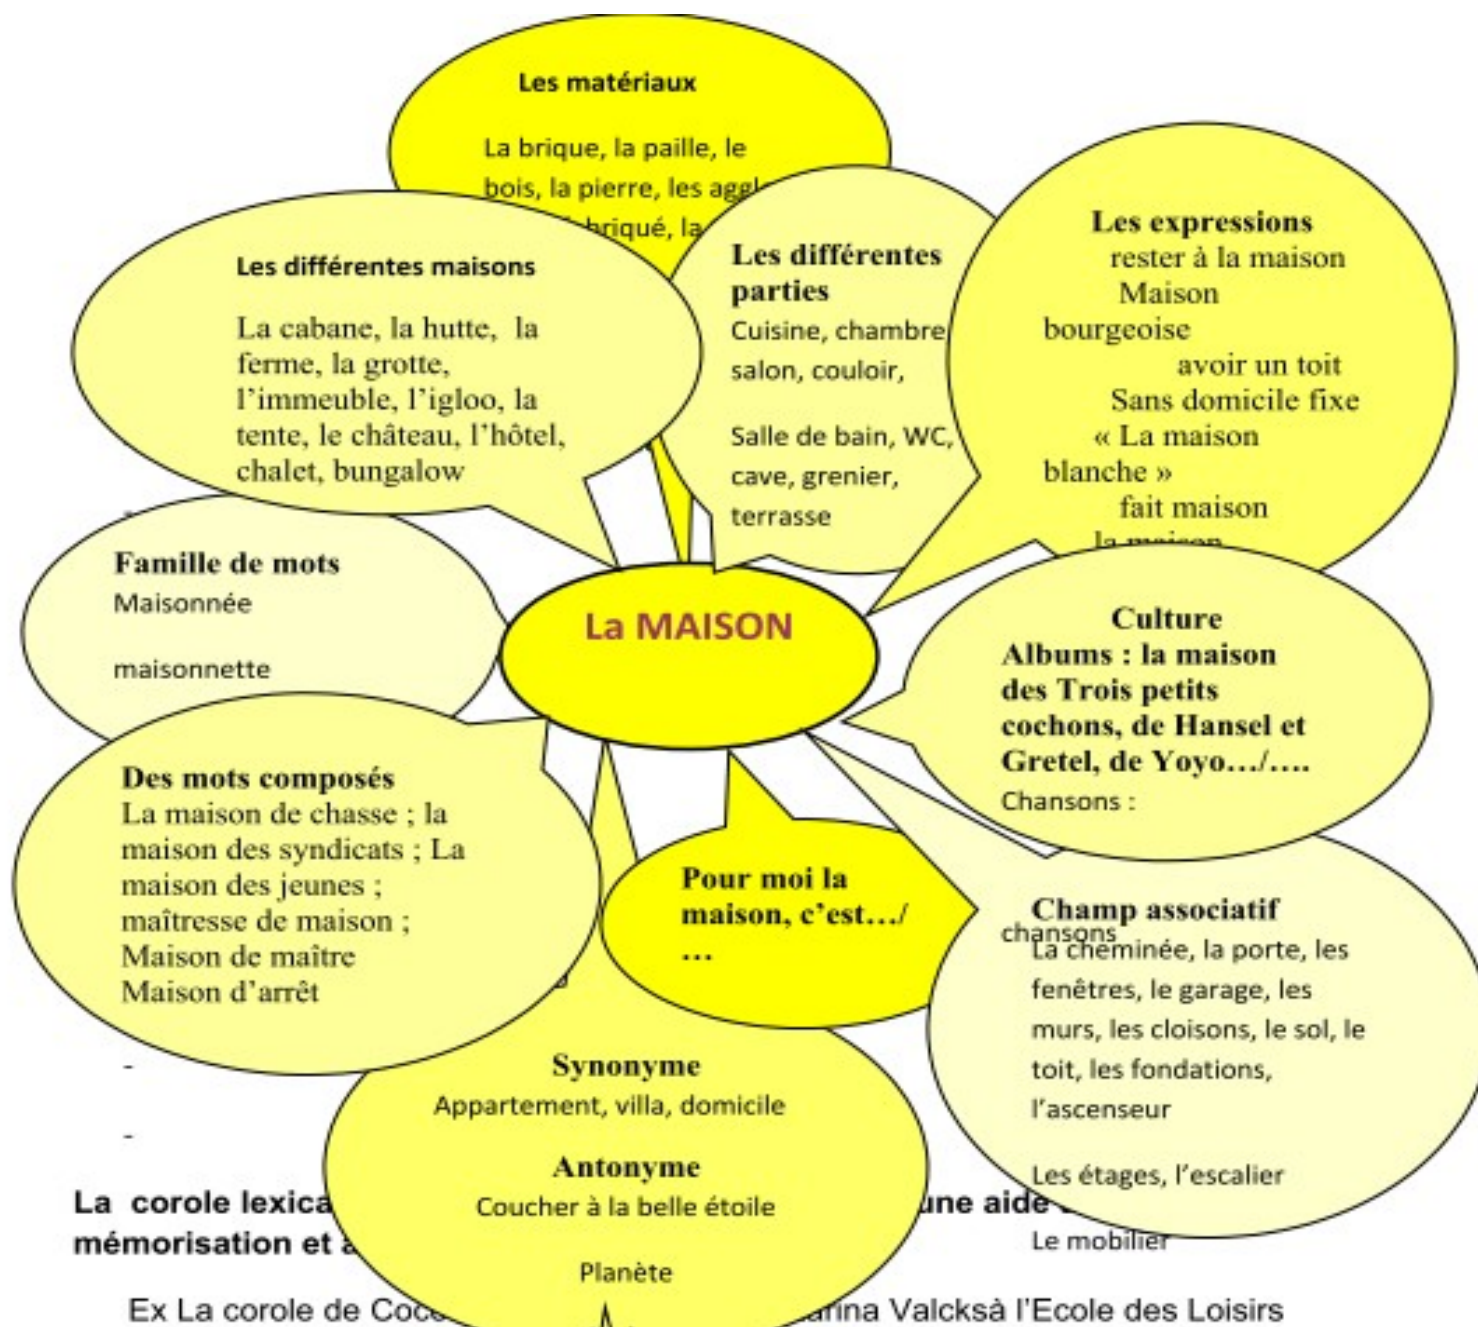 Les matériaux
La brique, la paille, le
bois, la pierre, les
la
Les différentes maisons
La cabane, la hutte, la
ferme, la grotte,
l'immeuble, l'igloo, la
tente, le château, l'hôtel,
chalet, bungalow
Les différentes
parties
Cuisine, chambre
salon, couloir,
Salle de bain, WC,
cave, grenier,
terrasse
Les expressions
rester à la maison
Maison
bourgeoise
avoir un toit
Sans domicile fixe
« La maison
blanche »
fait maison
la maison
Famille de mots
Maisonnée
maisonnette
La MAISON
Culture
Albums : la maison
des Trois petits
cochons, de Hansel et
Gretel, de Yoyo…/….
Chansons :
chansons
Des mots composés
La maison de chasse ; la
maison des syndicats ; La
maison des jeunes ;
maîtresse de maison ;
Maison de maître
Maison d'arrêt
Pour moi la
maison, c'est…/
…
Champ associatif
La cheminée, la porte, les
fenêtres, le garage, les
murs, les cloisons, le sol, le
toit, les fondations,
l'ascenseur
Les étages, l'escalier
Le mobilier
Synonyme
Appartement, villa, domicile
Antonyme
Coucher à la belle étoile
Planète
-
-
La corole une aide
mémorisation et
Ex La corole de Valcksà l'Ecole des Loisirs